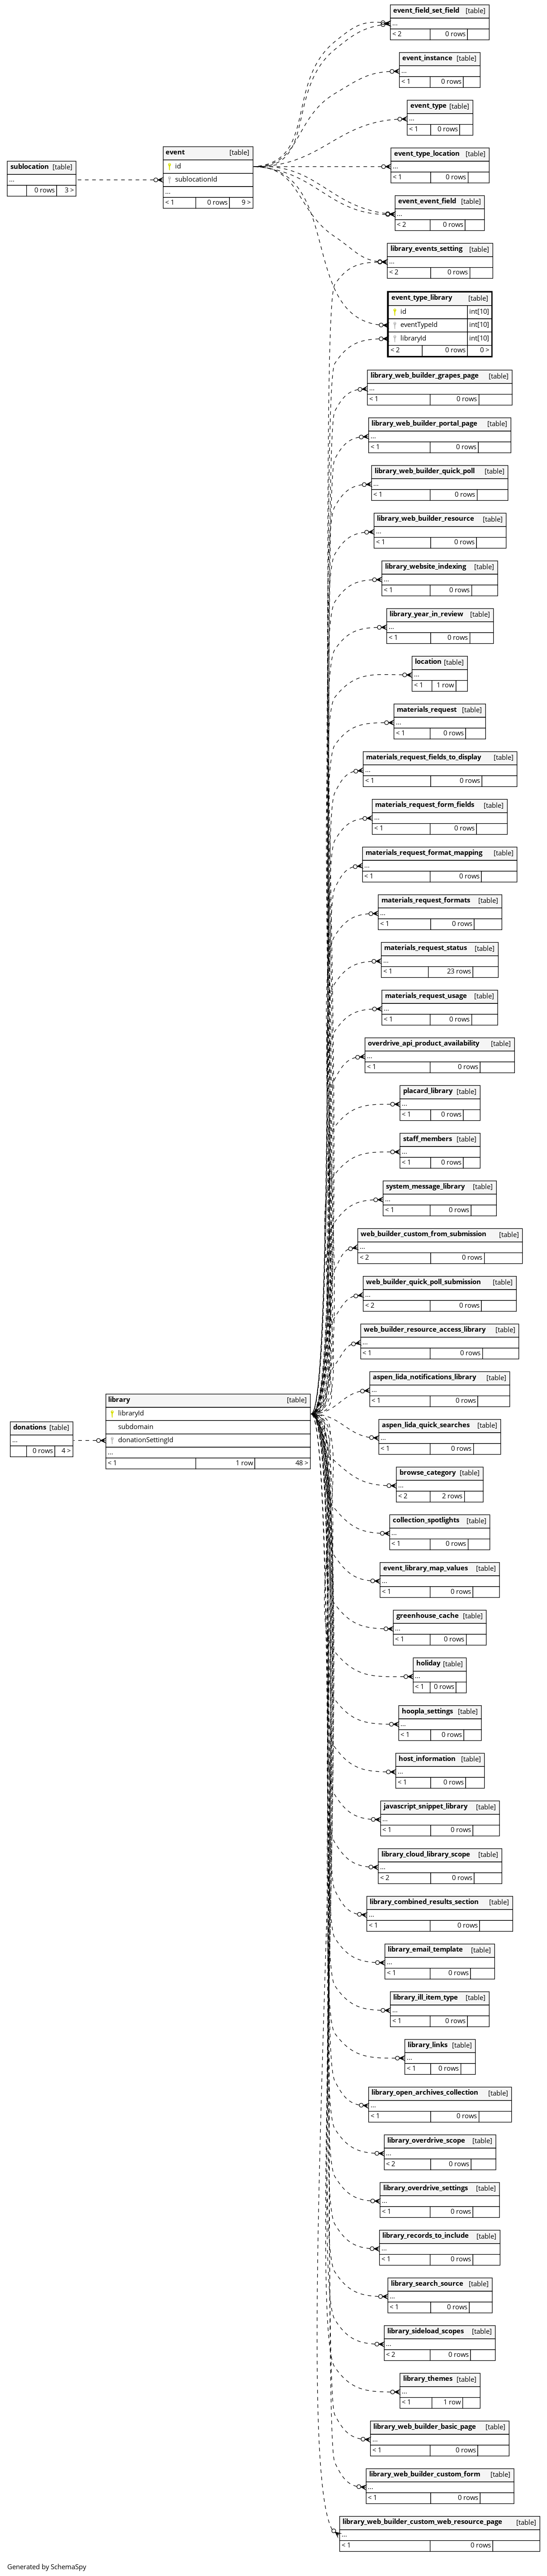 event_field_set_field [table]
...
< 2 0 rows
event_instance [table]
...
< 1 0 rows
event_type [table]
...
< 1 0 rows
event_type_location [table]
...
< 1 0 rows
event_event_field [table]
...
< 2 0 rows
library_events_setting [table]
...
< 2 0 rows
sublocation [table]
...
0 rows 3 >
event [table]
id
sublocationId
...
< 1 0 rows 9 >
event_type_library [table]
id int[10]
eventTypeId int[10]
libraryId int[10]
< 2 0 rows 0 >
library_web_builder_grapes_page [table]
...
< 1 0 rows
library_web_builder_portal_page [table]
...
< 1 0 rows
library_web_builder_quick_poll [table]
...
< 1 0 rows
library_web_builder_resource [table]
...
< 1 0 rows
library_website_indexing [table]
...
< 1 0 rows
library_year_in_review [table]
...
< 1 0 rows
location [table]
...
< 1 1 row
materials_request [table]
...
< 1 0 rows
materials_request_fields_to_display [table]
...
< 1 0 rows
materials_request_form_fields [table]
...
< 1 0 rows
materials_request_format_mapping [table]
...
< 1 0 rows
materials_request_formats [table]
...
< 1 0 rows
materials_request_status [table]
...
< 1 23 rows
materials_request_usage [table]
...
< 1 0 rows
overdrive_api_product_availability [table]
...
< 1 0 rows
placard_library [table]
...
< 1 0 rows
staff_members [table]
...
< 1 0 rows
system_message_library [table]
...
< 1 0 rows
web_builder_custom_from_submission [table]
...
< 2 0 rows
web_builder_quick_poll_submission [table]
...
< 2 0 rows
web_builder_resource_access_library [table]
...
< 1 0 rows
donations [table]
...
0 rows 4 >
library [table]
libraryId
subdomain
donationSettingId
...
< 1 1 row 48 >
aspen_lida_notifications_library [table]
...
< 1 0 rows
aspen_lida_quick_searches [table]
...
< 1 0 rows
browse_category [table]
...
< 2 2 rows
collection_spotlights [table]
...
< 1 0 rows
event_library_map_values [table]
...
< 1 0 rows
greenhouse_cache [table]
...
< 1 0 rows
holiday [table]
...
< 1 0 rows
hoopla_settings [table]
...
< 1 0 rows
host_information [table]
...
< 1 0 rows
javascript_snippet_library [table]
...
< 1 0 rows
library_cloud_library_scope [table]
...
< 2 0 rows
library_combined_results_section [table]
...
< 1 0 rows
library_email_template [table]
...
< 1 0 rows
library_ill_item_type [table]
...
< 1 0 rows
library_links [table]
...
< 1 0 rows
library_open_archives_collection [table]
...
< 1 0 rows
library_overdrive_scope [table]
...
< 2 0 rows
library_overdrive_settings [table]
...
< 1 0 rows
library_records_to_include [table]
...
< 1 0 rows
library_search_source [table]
...
< 1 0 rows
library_sideload_scopes [table]
...
< 2 0 rows
library_themes [table]
...
< 1 1 row
library_web_builder_basic_page [table]
...
< 1 0 rows
library_web_builder_custom_form [table]
...
< 1 0 rows
library_web_builder_custom_web_resource_page [table]
...
< 1 0 rows
Generated by SchemaSpy